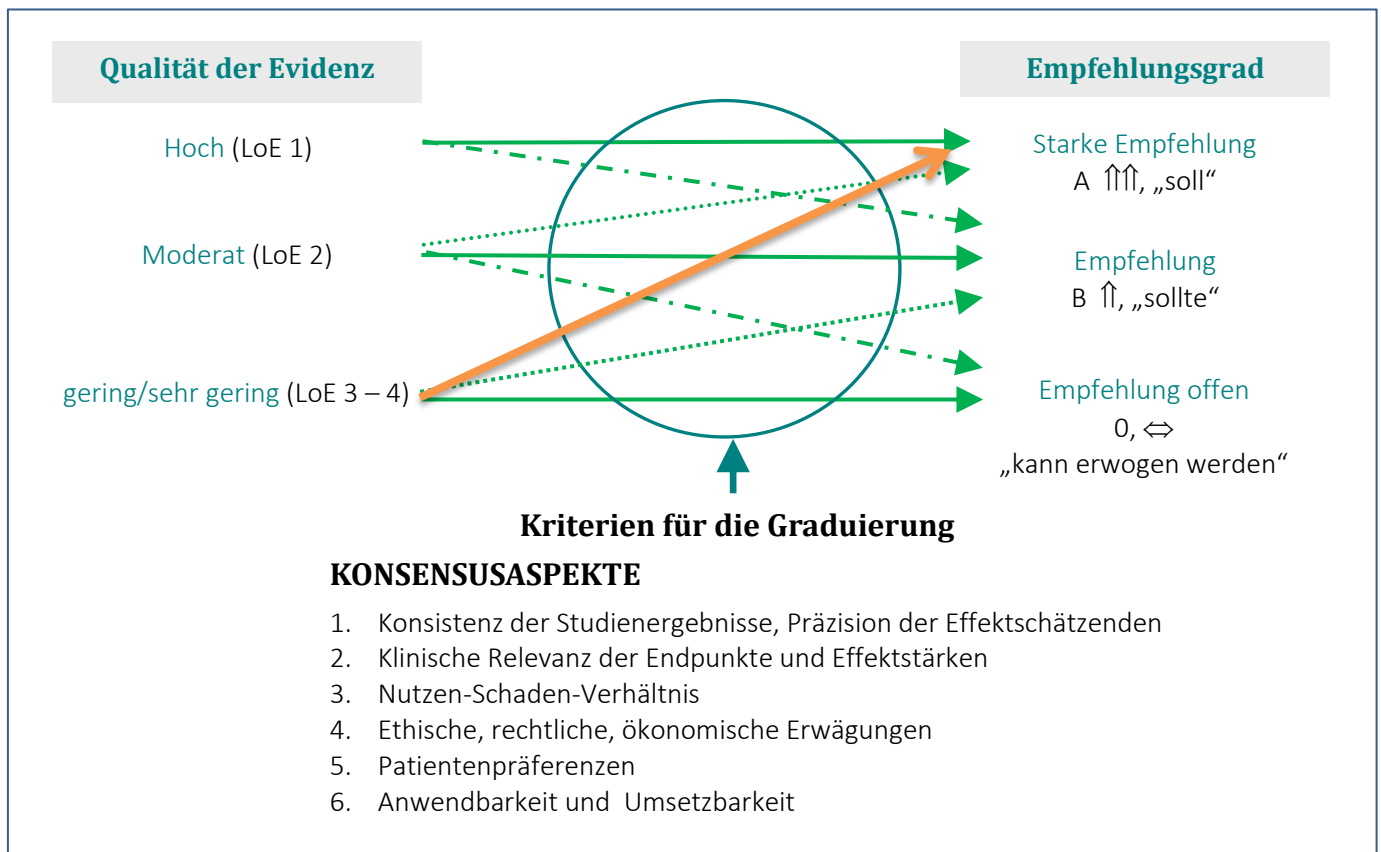 Qualität der Evidenz
Empfehlungsgrad
Hoch (LoE 1)
Starke Empfehlung
A ⇑⇑, „soll“
Moderat (LoE 2)
Empfehlung
B ⇑, „sollte“
gering/sehr gering (LoE 3 – 4)
Empfehlung offen
0, ⇔
„kann erwogen werden“
Kriterien für die Graduierung
KONSENSUSASPEKTE
1. Konsistenz der Studienergebnisse, Präzision der Effektschätzenden
2. Klinische Relevanz der Endpunkte und Effektstärken
3. Nutzen-Schaden-Verhältnis
4. Ethische, rechtliche, ökonomische Erwägungen
5. Patientenpräferenzen
6. Anwendbarkeit und Umsetzbarkeit